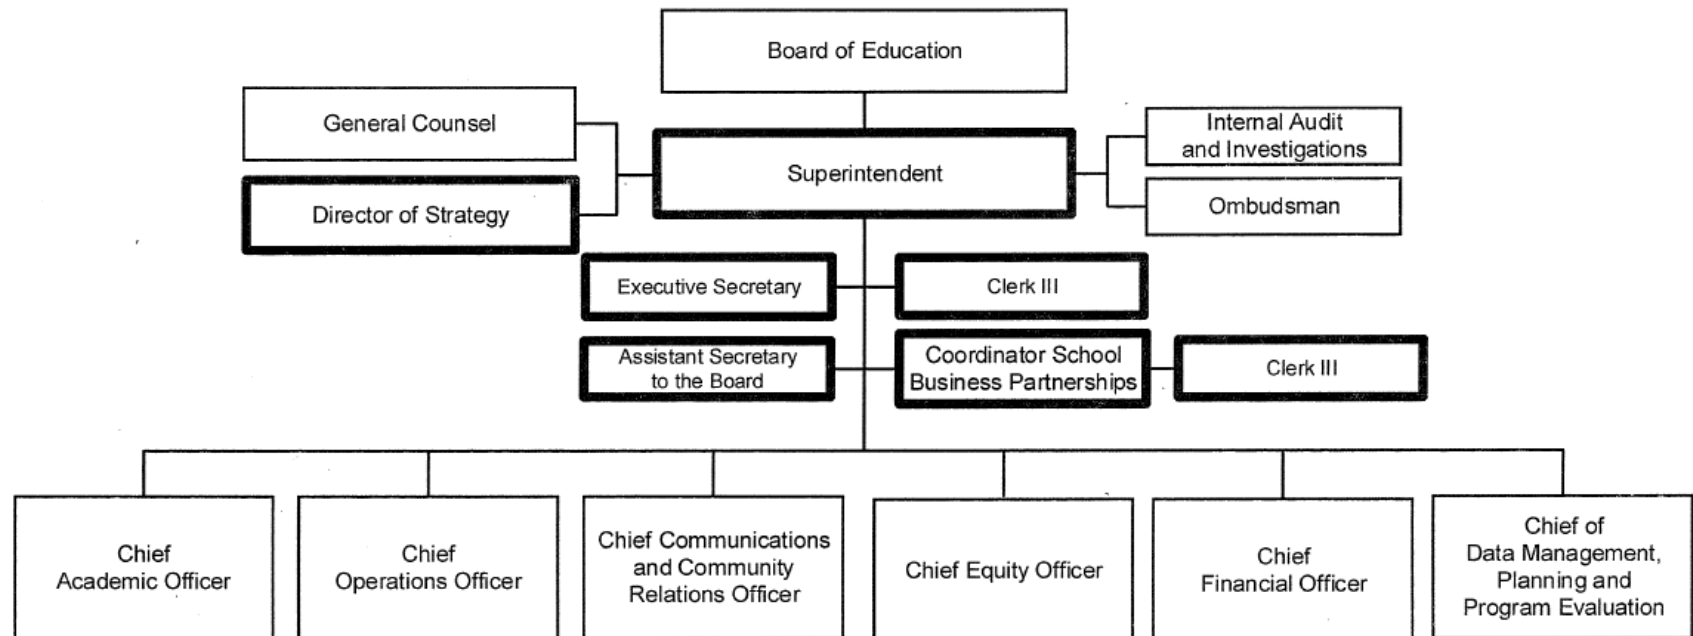 Board of Education
General Counsel
Internal Audit
and Investigations
Superintendent
Director of Strategy
Ombudsman
Executive Secretary
Clerk III
Assistant Secretary
to the Board
Coordinator School
Business Partnerships
Clerk III
Chief
Academic Officer
Chief
Operations Officer
Chief Communications
and Community
Relations Officer
Chief Equity Officer
Chief
Financial Officer
Chief of
Data Management,
Planning and
Program Evaluation